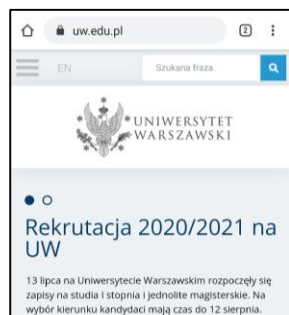 uw.edu.pl 2
EN Szukana fraza
UNIWERSYTET
WARSZAWSKI
Rekrutacja 2020/2021 na
UW
13 lipca na Uniwersytecie Warszawskim rozpoczęły się
zapisy na studia I stopnia i jednolite magisterskie. Na
wybór kierunku kandydaci mają czas do 12 sierpnia.